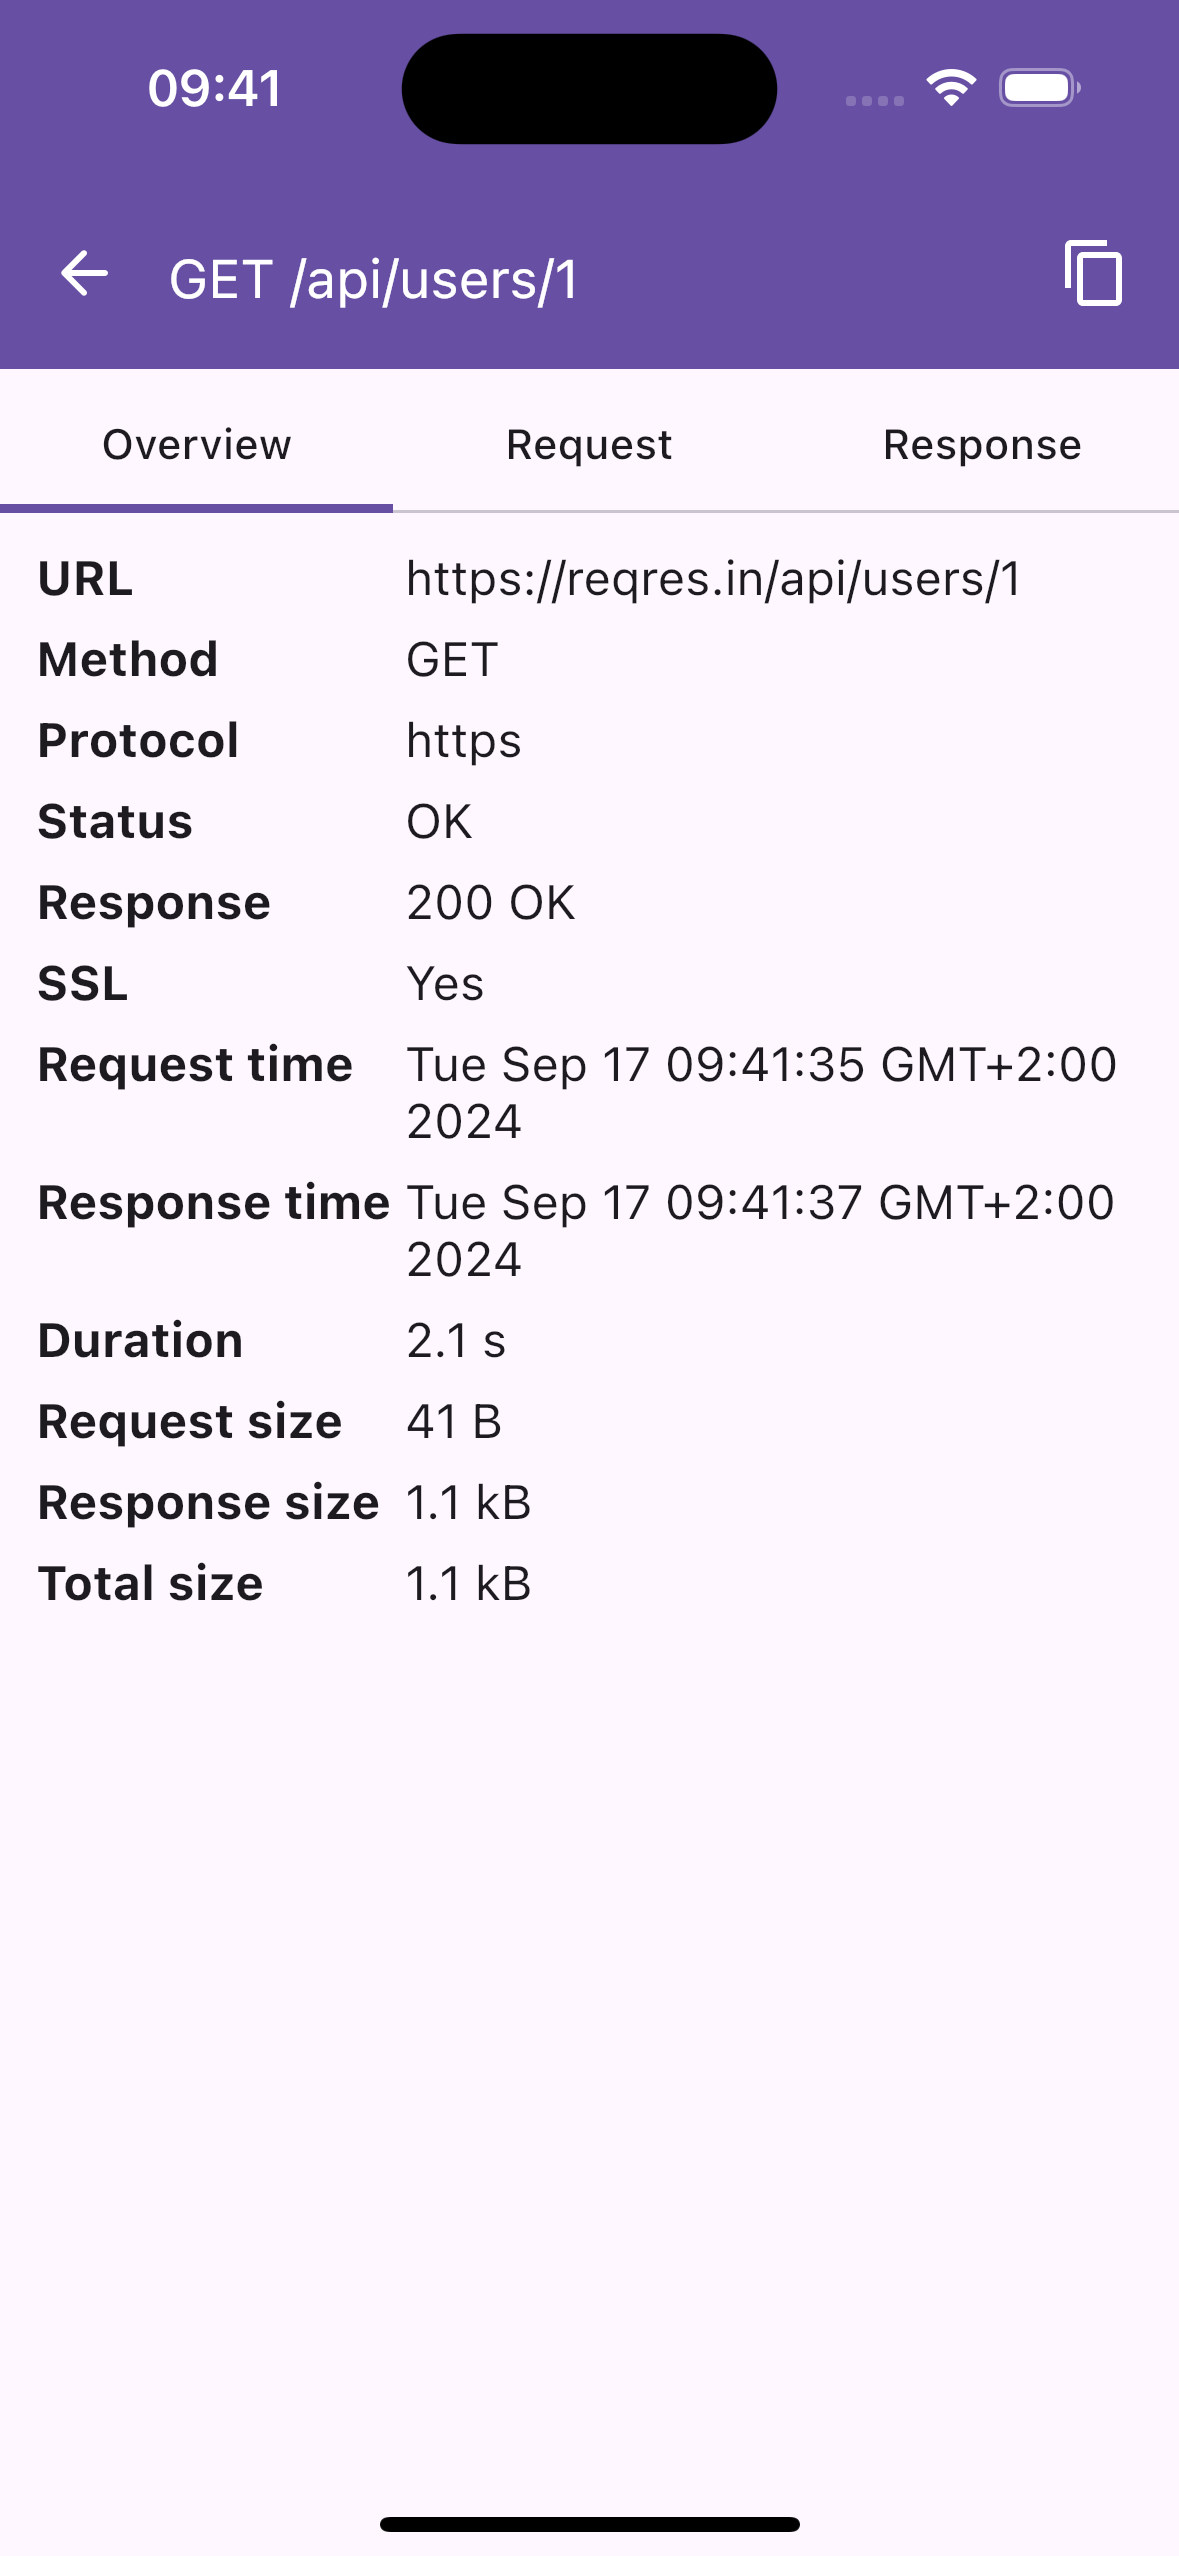 09:41
GET /api/users/1
Overview Request Response
URL https://reqres.in/api/users/1
Method GET
Protocol https
Status OK
Response 200 OK
SSL Yes
Request time Tue Sep 17 09:41:35 GMT+2:00
2024
Response time Tue Sep 17 09:41:37 GMT+2:00
2024
Duration 2.1 s
Request size 41 B
Response size 1.1 kB
Total size 1.1 kB